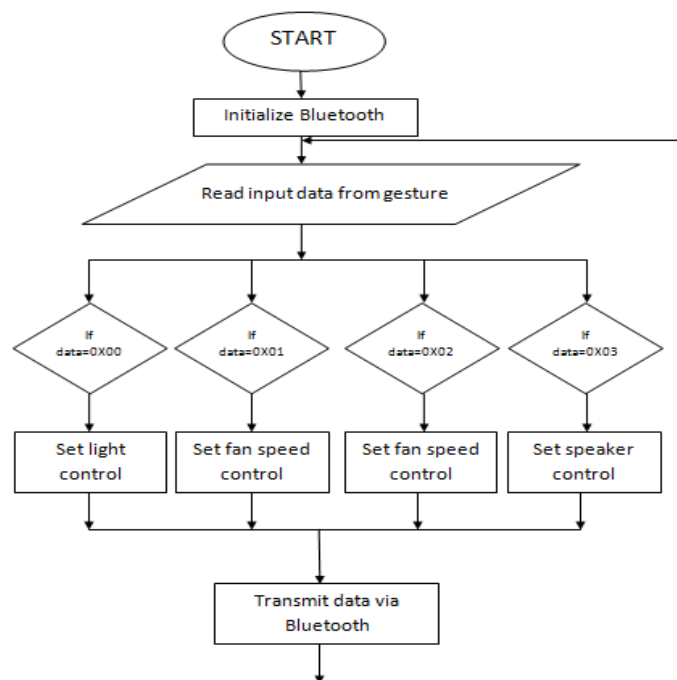 START
Initialize Bluetooth
Read input data from gesture
If
data=0X00
If
data=0X01
If
data=0X02
If
data=0X03
Set light
control
Set fan speed
control
Set fan speed
control
Set speaker
control
Transmit data via
Bluetooth